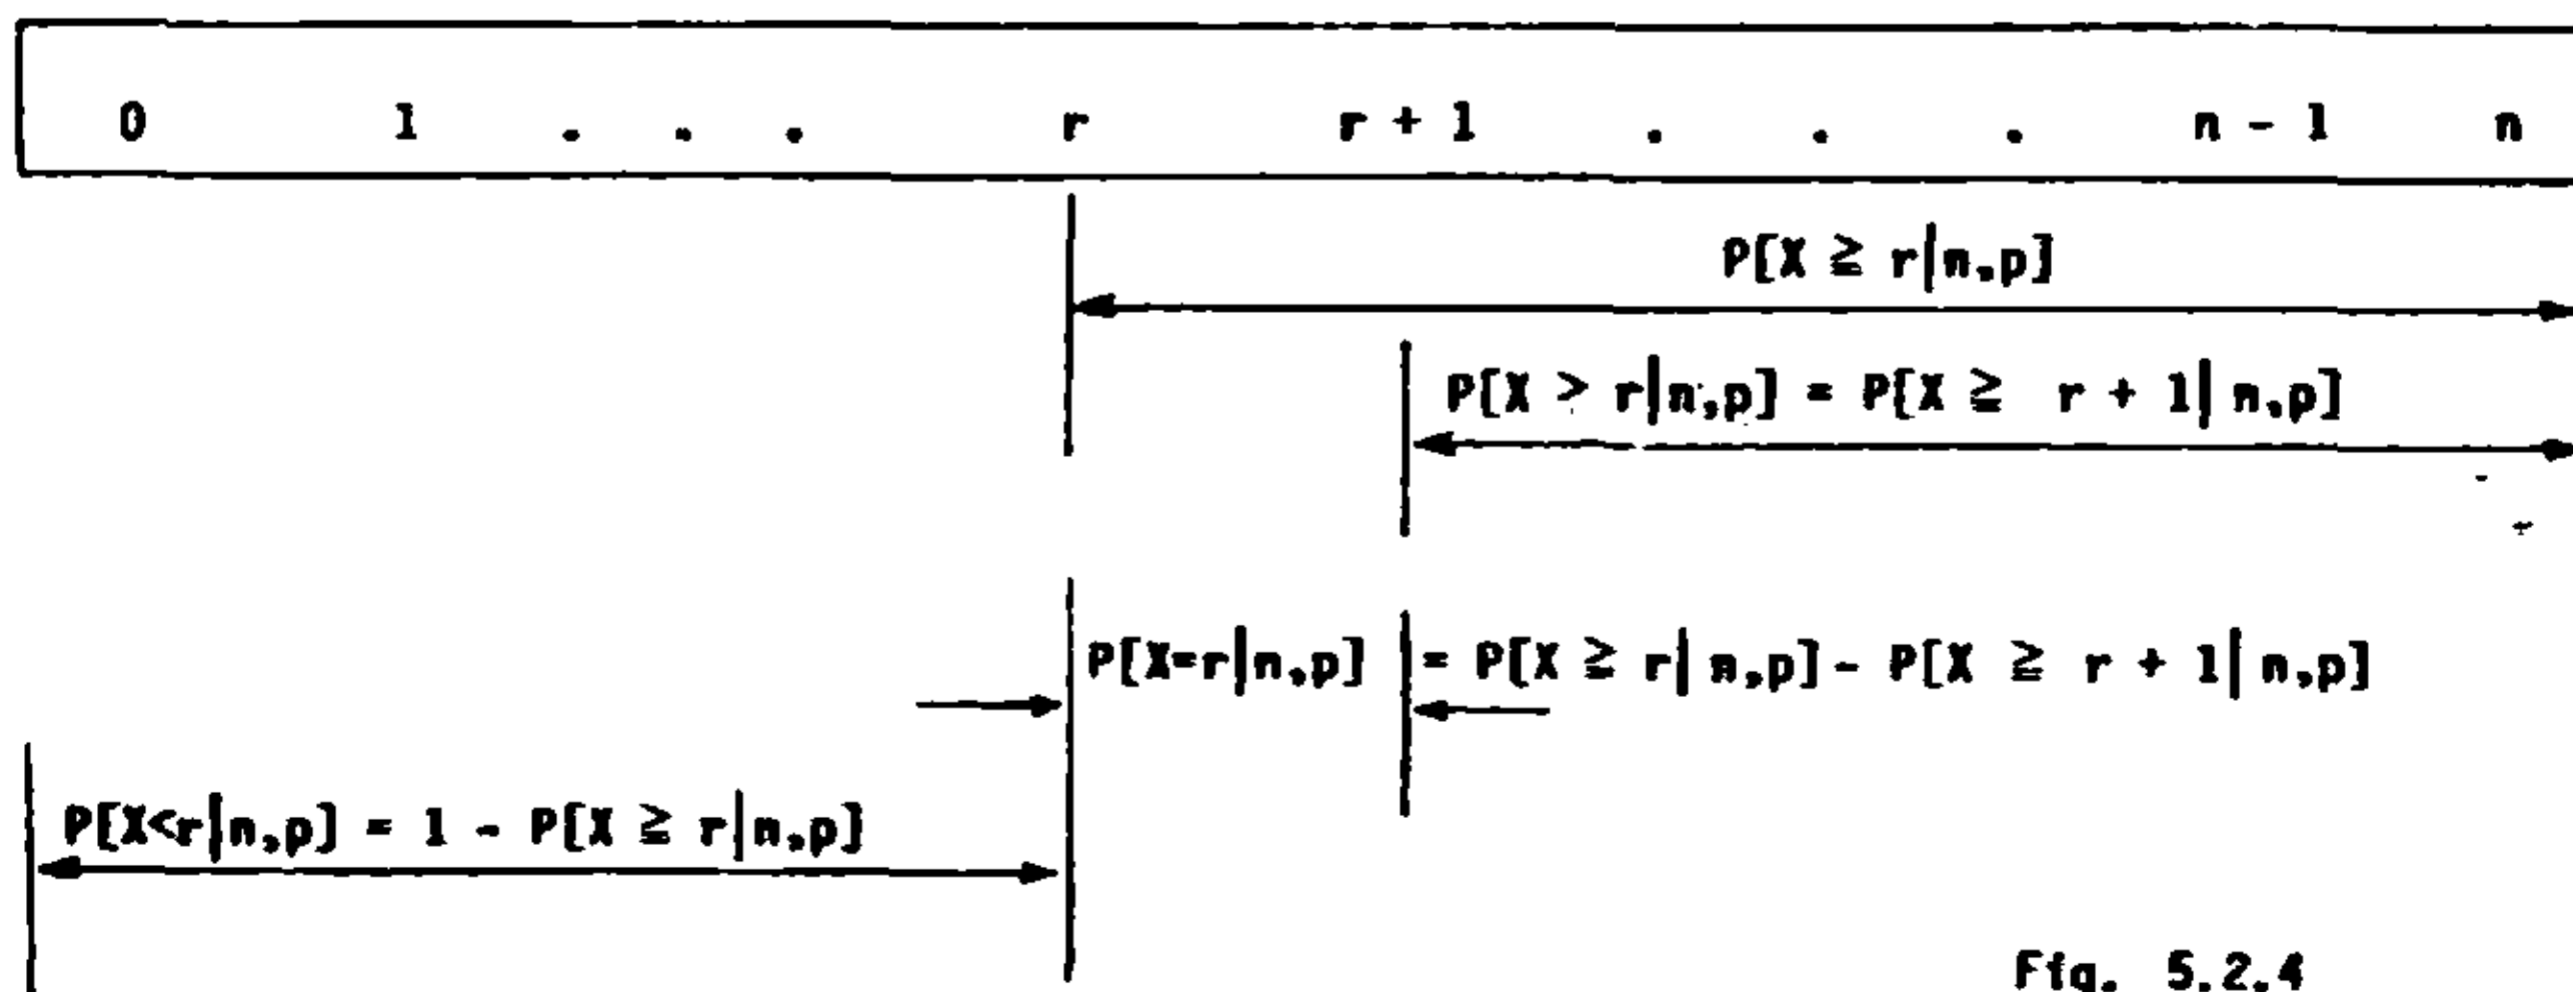 0 1 . . . r r + 1 . . . n - 1 n
P[X ≧ r|n,p]
P[X > r|n,p] = P[X ≧ r + 1| n,p]
P[X=r|n,p] = P[X ≧ r| n,p] - P[X ≧ r + 1| n,p]
P[X<r|n,p] = 1 - P[X ≧ r|n,p]
Fig. 5.2.4